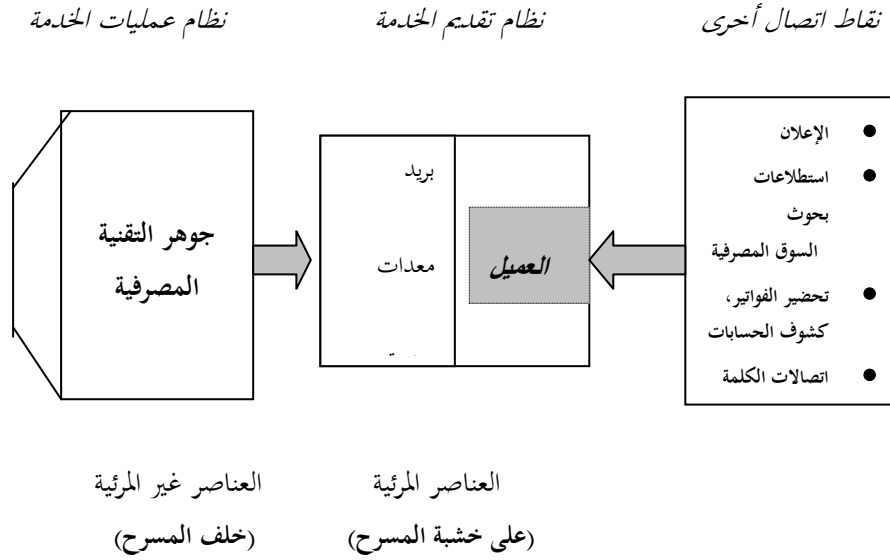 نقاط اتصال أخرى
نظام تقديم الخدمة
نظام عمليات الخدمة
● الإعلان
● استطلاعات
بحوث
السوق المصرفية
● تحضير الفواتير،
كشوف الحسابات
● اتصالات الكلمة
بريد
معدات
العميل
جوهر التقنية
المصرفية
العناصر المرئية
(على خشبة المسرح)
العناصر غير المرئية
(خلف المسرح)